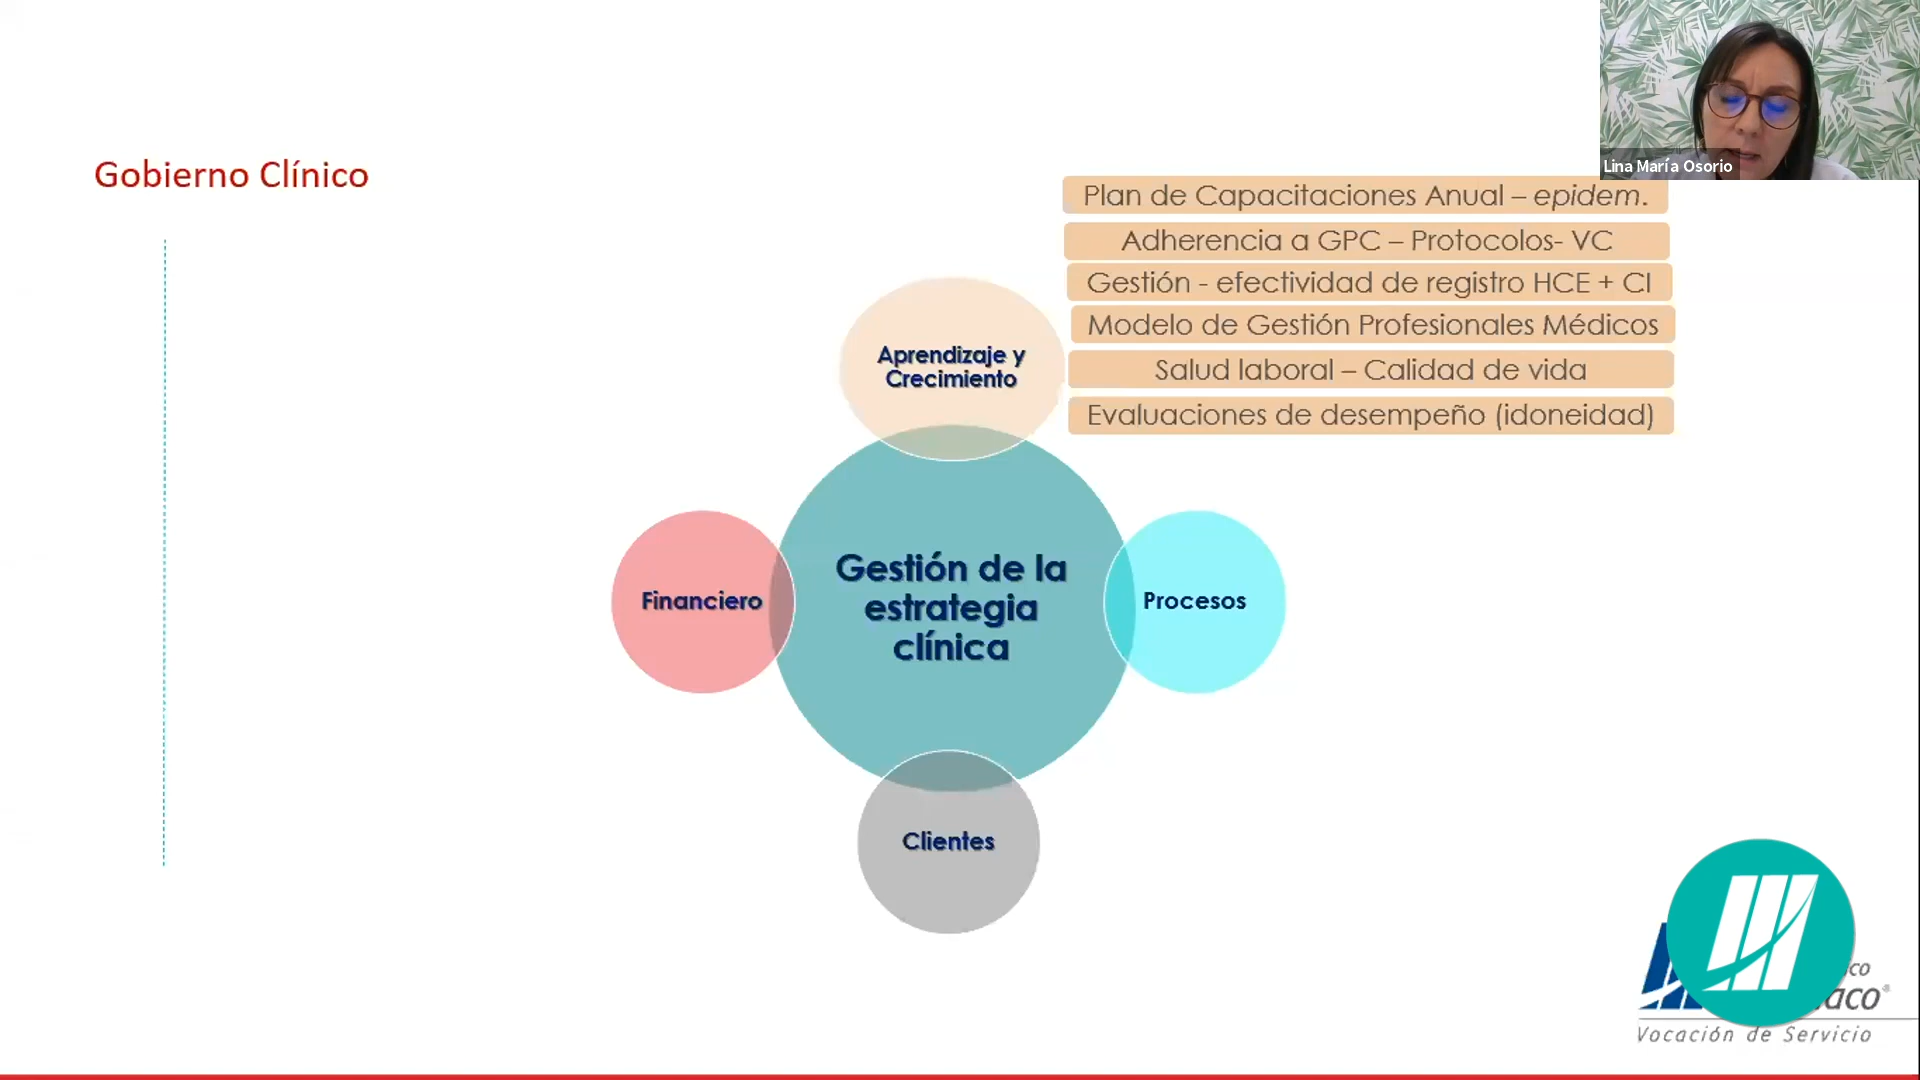 Lina María Osorio
Gobierno Clínico
Plan de Capacitaciones Anual – epidem.
Adherencia a GPC – Protocolos- VC
Gestión - efectividad de registro HCE + CI
Modelo de Gestión Profesionales Médicos
Salud laboral – Calidad de vida
Evaluaciones de desempeño (idoneidad)
Aprendizaje y
Crecimiento
Gestión de la
estrategia
clínica
Financiero
Procesos
Clientes
Vocación de Servicio